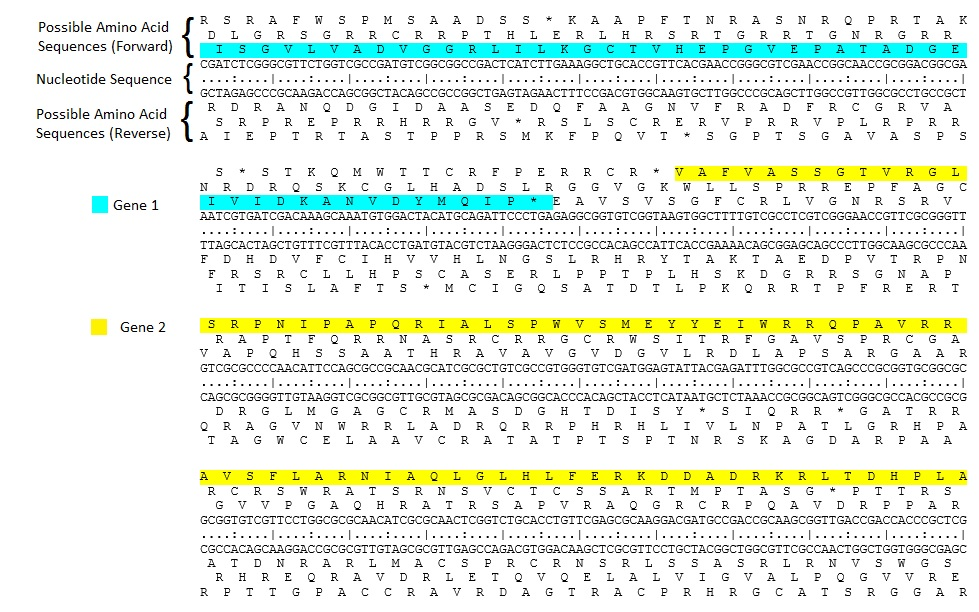 Possible Amino Acid
Sequences (Forward)
Nucleotide Sequence
Possible Amino Acid
Sequences (Reverse)
R S R A F W S P M S A A D S S * K A A P F T N R A S N R Q P R T A K
D L G R S G R R C R R P T H L E R L H R S R T G R R T G N R G R R
I S G V L V A D V G G R L I L K G C T V H E P G V E P A T A D G E
CGATCTCGGGCGTTCTGGTCGCCGATGTCGGCGGCCGACTCATCTTGAAAGGCTGCACCGTTCACGAACCGGGCGTCGAACCGGCAACCGCGGACGGCGA
....:....|....:....|....:....|....:....|....:....|....:....|....:....|....:....|....:....|....:....|
GCTAGAGCCCGCAAGACCAGCGGCTACAGCCGCCGGCTGAGTAGAACTTTCCGACGTGGCAAGTGCTTGGCCCGCAGCTTGGCCGTTGGCGCCTGCCGCT
R D R A N Q D G I D A A S E D Q F A A G N V F R A D F R C G R V A
S R P R E P R R H R R G V * R S L S C R E R V P R R V P L R P R R
A I E P T R T A S T P P R S M K F P Q V T * S G P T S G A V A S P S
Gene 1
S * S T K Q M W T T C R F P E R R C R * V A F V A S S G T V R G L
N R D R Q S K C G L H A D S L R G G V G K W L L S P R R E P F A G C
I V I D K A N V D Y M Q I P * E A V S V S G F C R L V G N R S R V
AATCGTGATCGACAAAGCAAATGTGGACTACATGCAGATTCCCTGAGAGGCGGTGTCGGTAAGTGGCTTTTGTCGCCTCGTCGGGAACCGTTCGCGGGTT
....:....|....:....|....:....|....:....|....:....|....:....|....:....|....:....|....:....|....:....|
TTAGCACTAGCTGTTTCGTTTACACCTGATGTACGTCTAAGGGACTCTCCGCCACAGCCATTCACCGAAAACAGCGGAGCAGCCCTTGGCAAGCGCCCAA
F D H D V F C I H V V H L N G S L R H R Y T A K T A E D P V T R P N
F R S R C L L H P S C A S E R L P P T P L H S K D G R R S G N A P
I T I S L A F T S * M C I G Q S A T D T L P K Q R R T P F R E R T
Gene 2
S R P N I P A P Q R I A L S P W V S M E Y Y E I W R R Q P A V R R
R A P T F Q R R N A S R C R R G C R W S I T R F G A V S P R C G A
V A P Q H S S A A T H R A V A V G V D G V L R D L A P S A R G A A R
GTCGCGCCCCAACATTCCAGCGCCGCAACGCATCGCGCTGTCGCCGTGGGTGTCGATGGAGTATTACGAGATTTGGCGCCGTCAGCCCGCGGTGCGGCGC
....:....|....:....|....:....|....:....|....:....|....:....|....:....|....:....|....:....|....:....|
CAGCGCGGGGTTGTAAGGTCGCGGCGTTGCGTAGCGCGACAGCGGCACCCACAGCTACCTCATAATGCTCTAAACCGCGGCAGTCGGGCGCCACGCCGCG
D R G L M G A G C R M A S D G H T D I S Y * S I Q R R * G A T R R
Q R A G V N W R R L A D R Q R R P H R H L I V L N P A T L G R H P A
T A G W C E L A A V C R A T A T P T S P T N R S K A G D A R P A A
A V S F L A R N I A Q L G L H L F E R K D D A D R K R L T D H P L A
R C R S W R A T S R N S V C T C S S A R T M P T A S G * P T T R S
G V V P G A Q H R A T R S A P V R A Q G R C R P Q A V D R P P A R
GCGGTGTCGTTCCTGGCGCGCAACATCGCGCAACTCGGTCTGCACCTGTTCGAGCGCAAGGACGATGCCGACCGCAAGCGGTTGACCGACCACCCGCTCG
....:....|....:....|....:....|....:....|....:....|....:....|....:....|....:....|....:....|....:....|
CGCCACAGCAAGGACCGCGCGTTGTAGCGCGTTGAGCCAGACGTGGACAAGCTCGCGTTCCTGCTACGGCTGGCGTTCGCCAACTGGCTGGTGGGCGAGC
A T D N R A R L M A C S P R C R N S R L S S A S R L R N V S W G S
R H R E Q R A V D R L E T Q V Q E L A L V I G V A L P Q G V V R E
R P T T G P A C C R A V R D A G T R A C P R H R G C A T S R G G A R